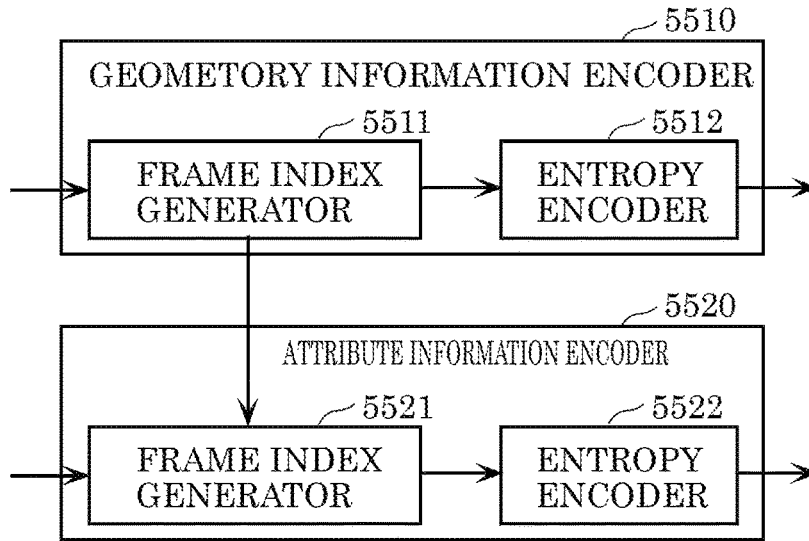 5510
GEOMETORY INFORMATION ENCODER
5511
5512
FRAME INDEX
GENERATOR
ENTROPY
ENCODER
5520
ATTRIBUTE INFORMATION ENCODER
5521
5522
FRAME INDEX
GENERATOR
ENTROPY
ENCODER